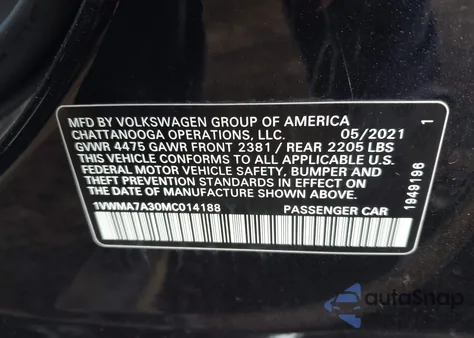 MFD BY VOLKSWAGEN GROUP OF AMERICA
CHATTANOOGA OPERATIONS, LLC. 05/2021
GVWR 4475 GAWR FRONT 2381 / REAR 2205 LBS
THIS VEHICLE CONFORMS TO ALL APPLICABLE
FEDERAL MOTOR VEHICLE SAFETY, BUMPER AND
THEFT PREVENTION STANDARDS IN EFFECT
ON THE DATE OF MANUFACTURE SHOWN ABOVE.
1VWMA7A30MC014188 PASSENGER CAR
1949196 1
autoSnap